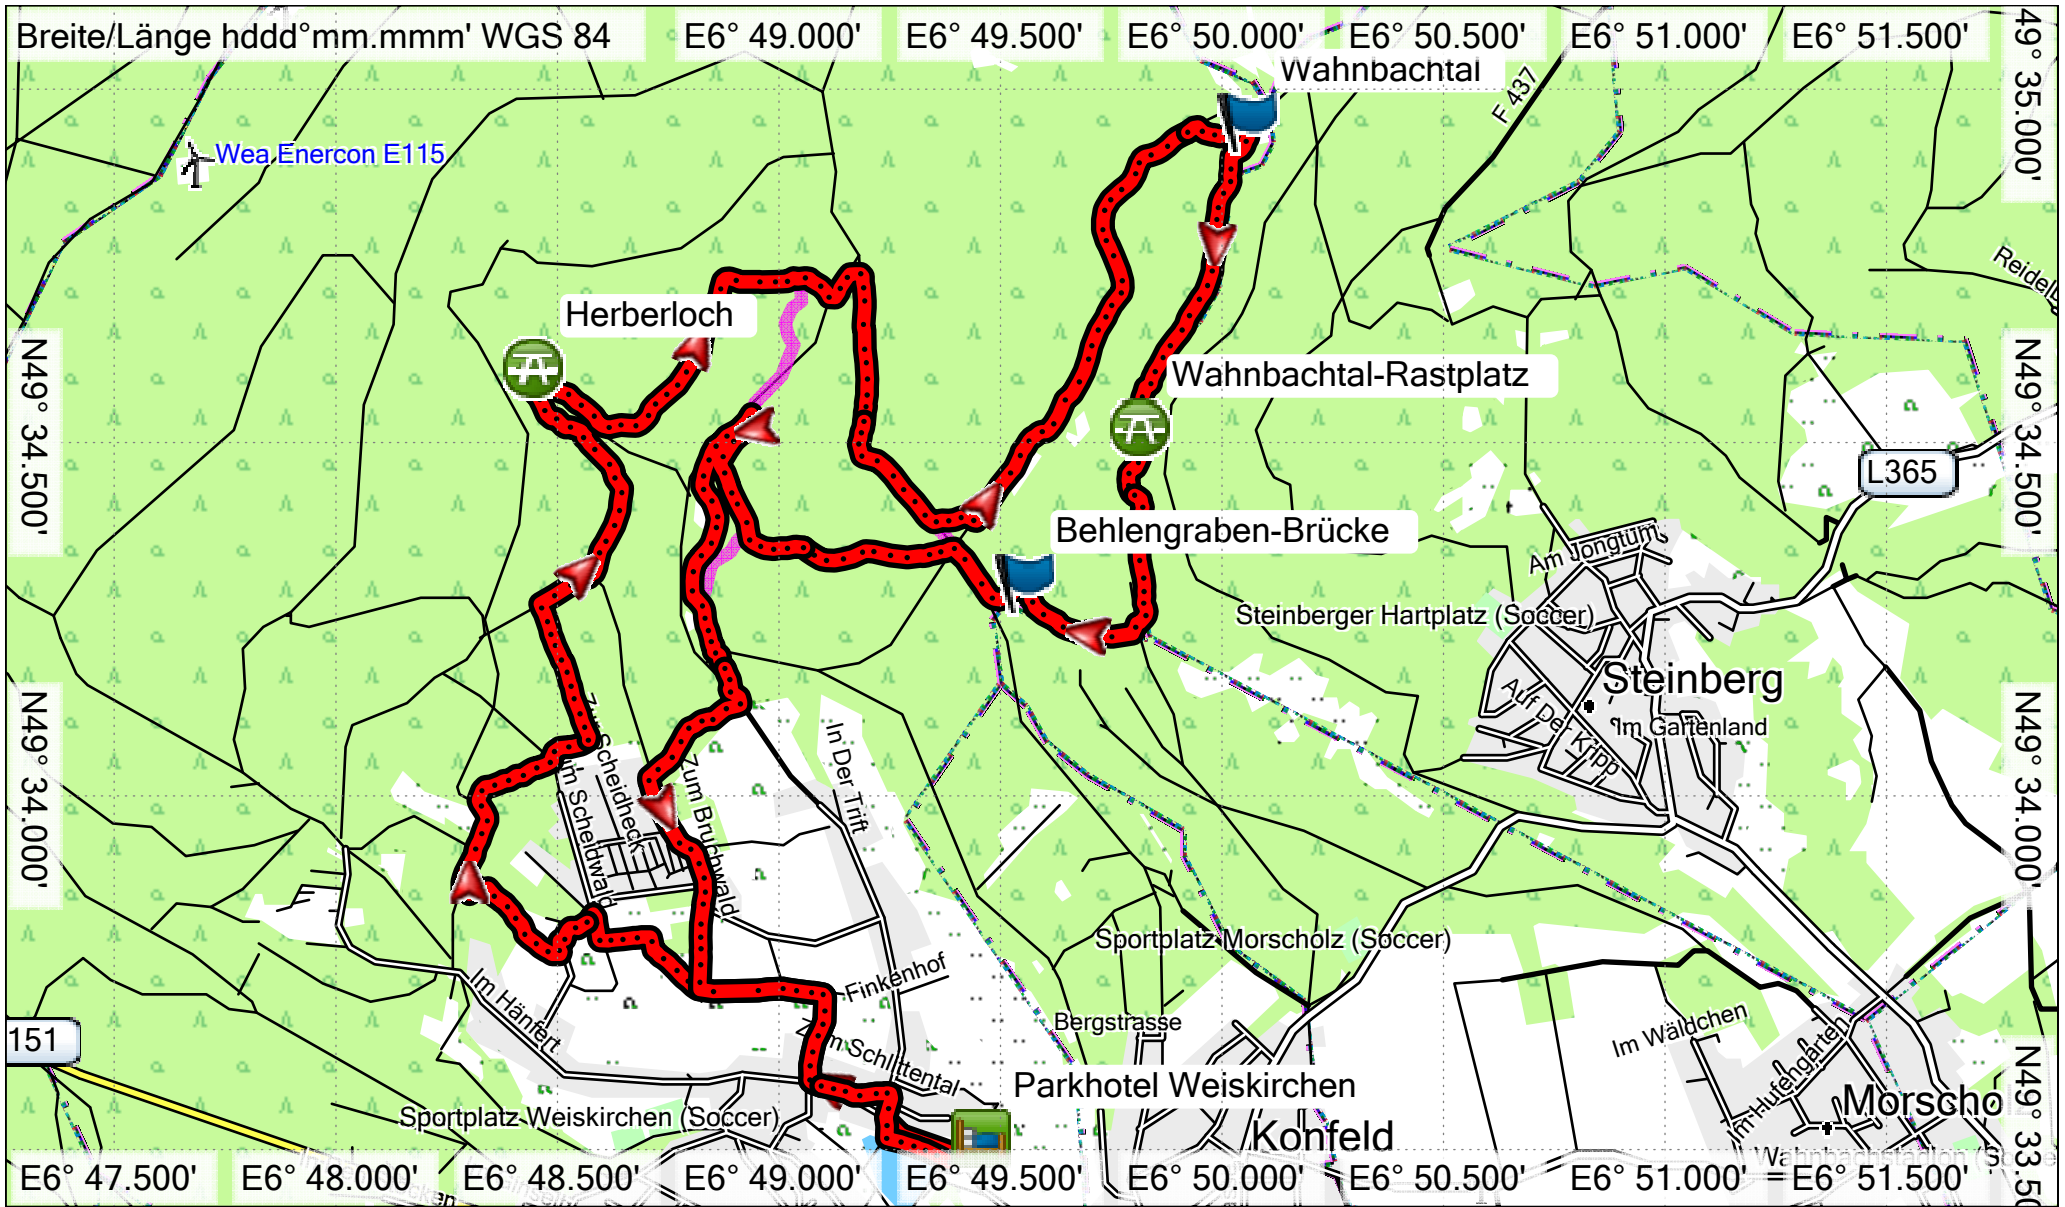 Breite/Länge hddd°mm.mmm' WGS 84
E6° 49.000'
E6° 49.500'
E6° 50.000'
E6° 50.500'
E6° 51.000'
E6° 51.500'
49° 35.000'
Wahnbachtal
F 437
Wea Enercon E115
Herberloch
Wahnbachtal-Rastplatz
N49° 34.500'
N49° 34.500'
L365
Behlengraben-Brücke
Am Jongtum
Steinberger Hartplatz (Soccer)
Steinberg
Auf Der Kripp
Im Gartenland
Zur Scheidheck
Im Scheidwald
Zum Bruchwald
In Der Trift
N49° 34.000'
N49° 34.000'
Sportplatz Morscholz (Soccer)
Finkenhof
Im Hänfert
Bergstrasse
Im Wäldchen
151
Zum Schlittental
Im Hufengarten
Parkhotel Weiskirchen
Sportplatz Weiskirchen (Soccer)
Konfeld
Morscho
N49° 33.50
E6° 47.500'
E6° 48.000'
E6° 48.500'
E6° 49.000'
E6° 49.500'
E6° 50.000'
E6° 50.500'
E6° 51.000'
E6° 51.500'